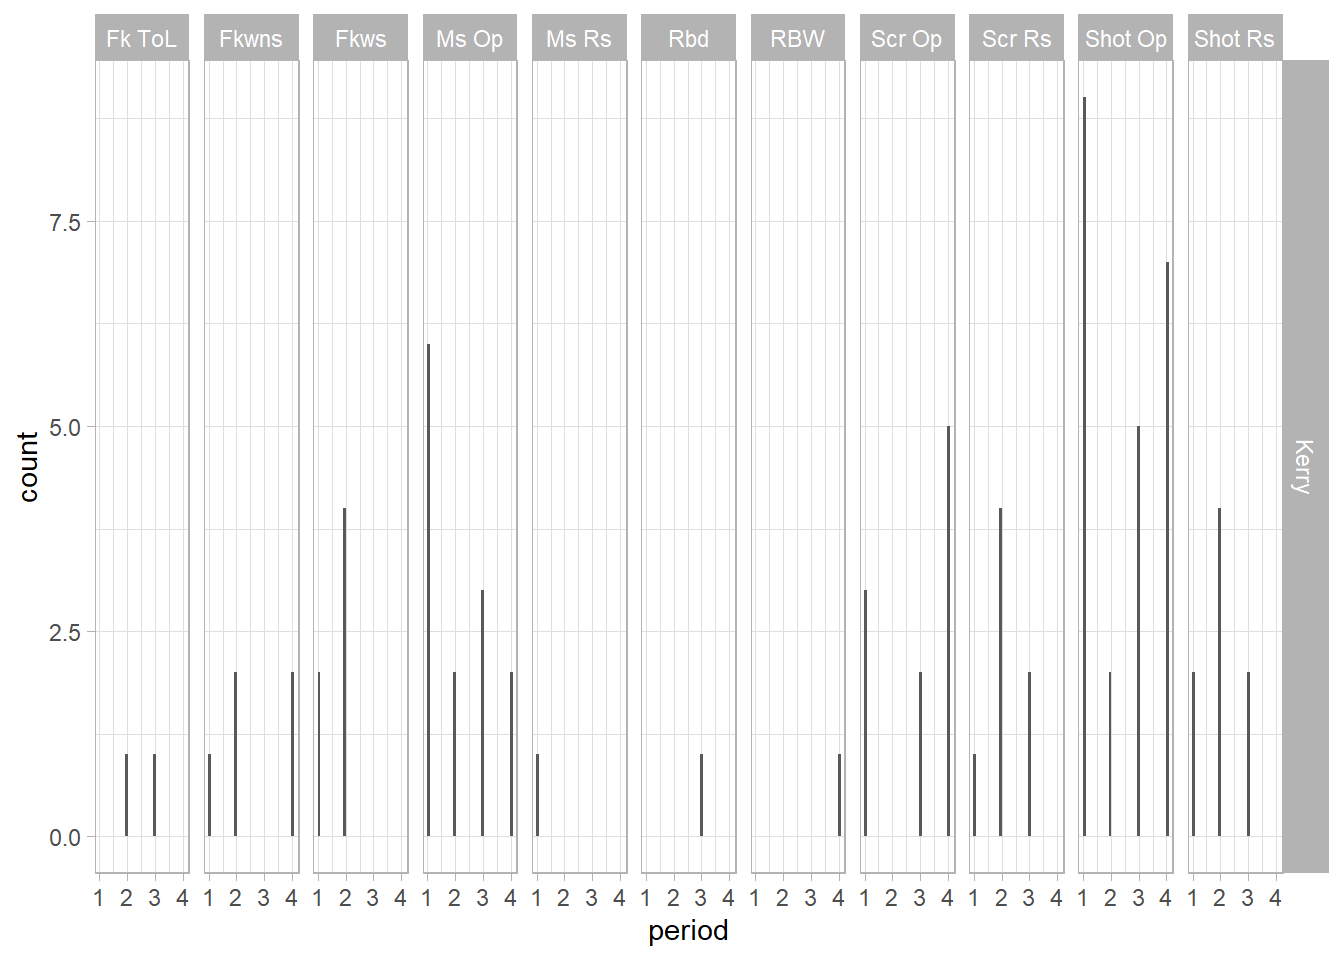 Fk ToL Fkwns Fkws Ms Op Ms Rs Rbd RBW Scr Op Scr Rs Shot Op Shot Rs
7.5
5.0
2.5
0.0
count
Kerry
1 2 3 4 1 2 3 4 1 2 3 4 1 2 3 4 1 2 3 4 1 2 3 4 1 2 3 4 1 2 3 4 1 2 3 4 1 2 3 4 1 2 3 4
period